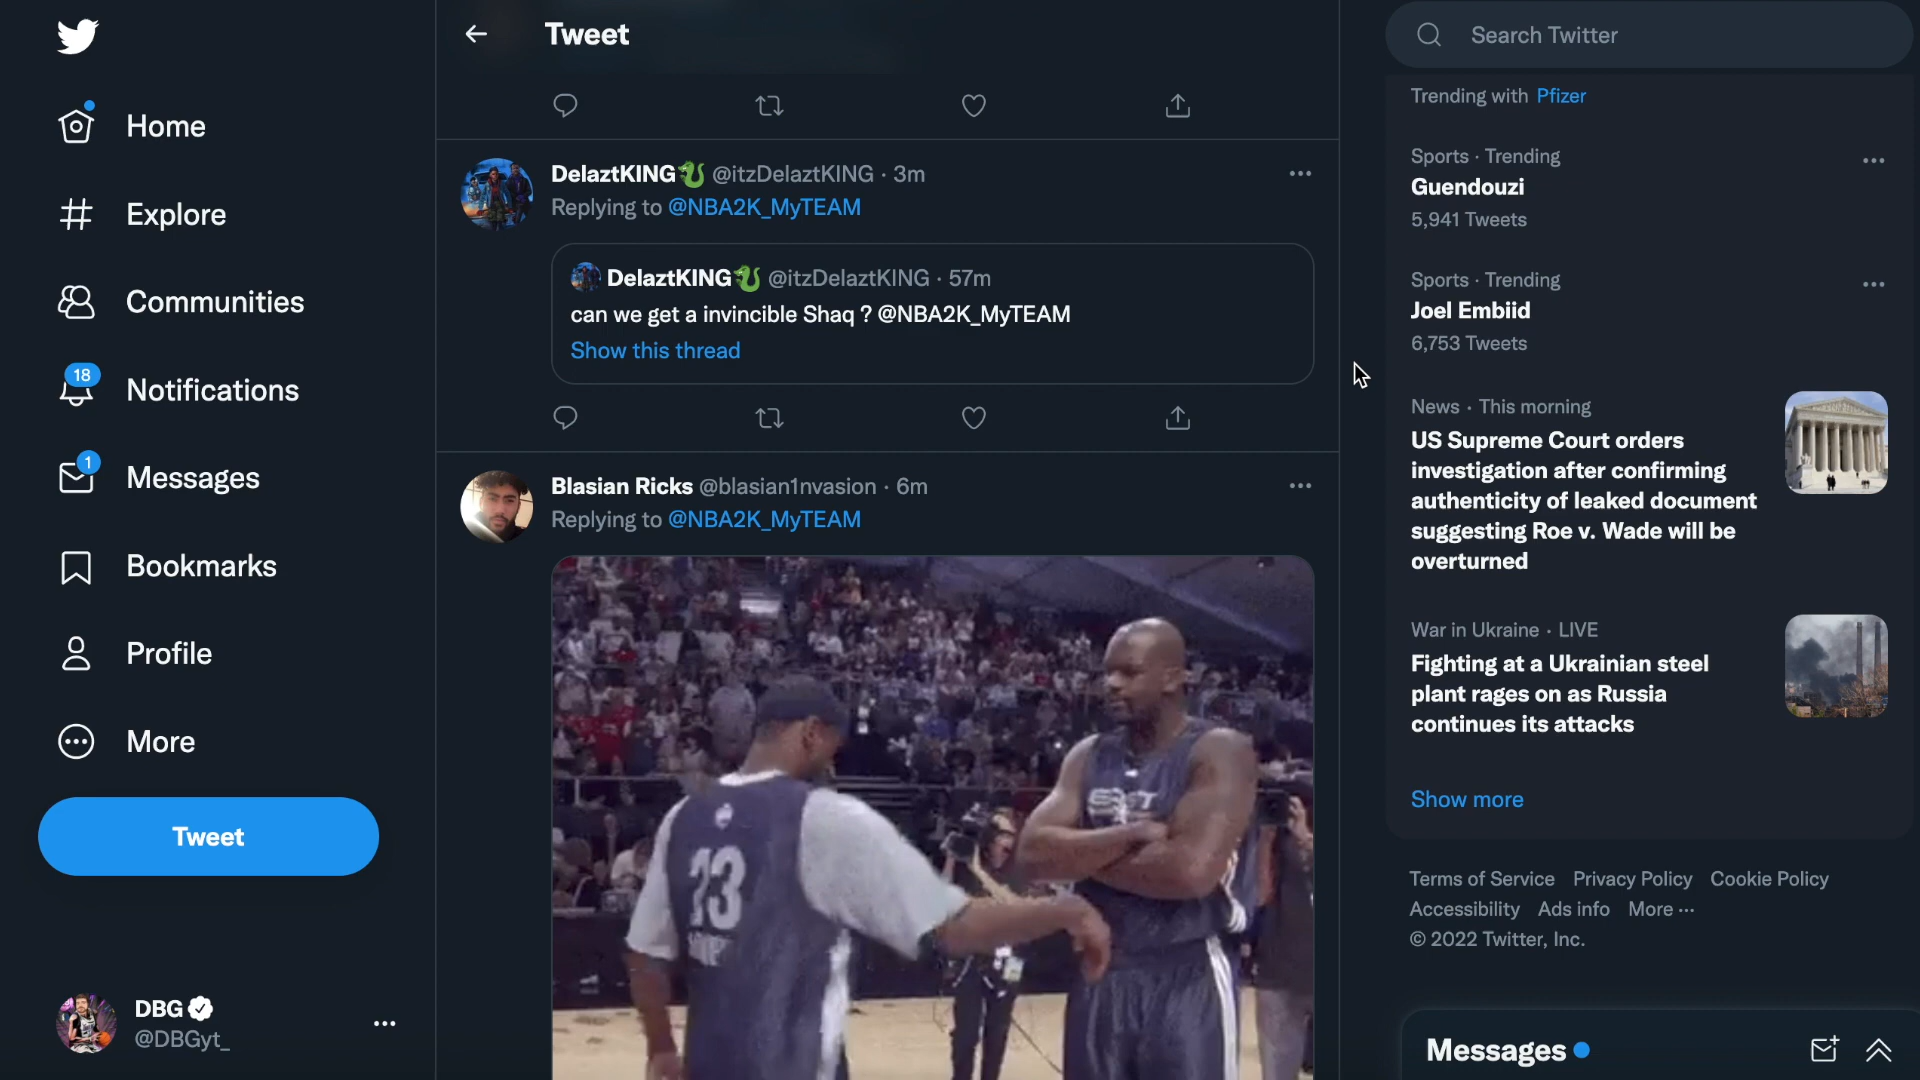 Home
Explore
Communities
18
Notifications
1
Messages
Bookmarks
Profile
More
Tweet
DBG
@DBGyt_
Tweet
DelaztKING @itzDelaztKING · 3m
Replying to @NBA2K_MyTEAM
DelaztKING @itzDelaztKING · 57m
can we get a invincible Shaq ? @NBA2K_MyTEAM
Show this thread
Blasian Ricks @blasian1nvasion · 6m
Replying to @NBA2K_MyTEAM
23
Search Twitter
Trending with Pfizer
Sports · Trending
Guendouzi
5,941 Tweets
Sports · Trending
Joel Embiid
6,753 Tweets
News · This morning
US Supreme Court orders
investigation after confirming
authenticity of leaked document
suggesting Roe v. Wade will be
overturned
War in Ukraine · LIVE
Fighting at a Ukrainian steel
plant rages on as Russia
continues its attacks
Show more
Terms of Service Privacy Policy Cookie Policy
Accessibility Ads info More ···
© 2022 Twitter, Inc.
Messages